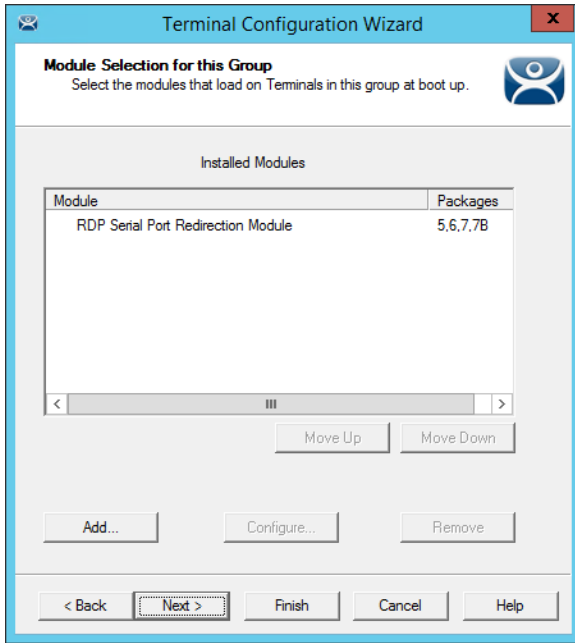 Terminal Configuration Wizard
x
Module Selection for this Group
Select the modules that load on Terminals in this group at boot up.
Installed Modules
Module Packages
RDP Serial Port Redirection Module 5,6,7,7B
< III >
Move Up Move Down
Add... Configure... Remove
< Back Next > Finish Cancel Help